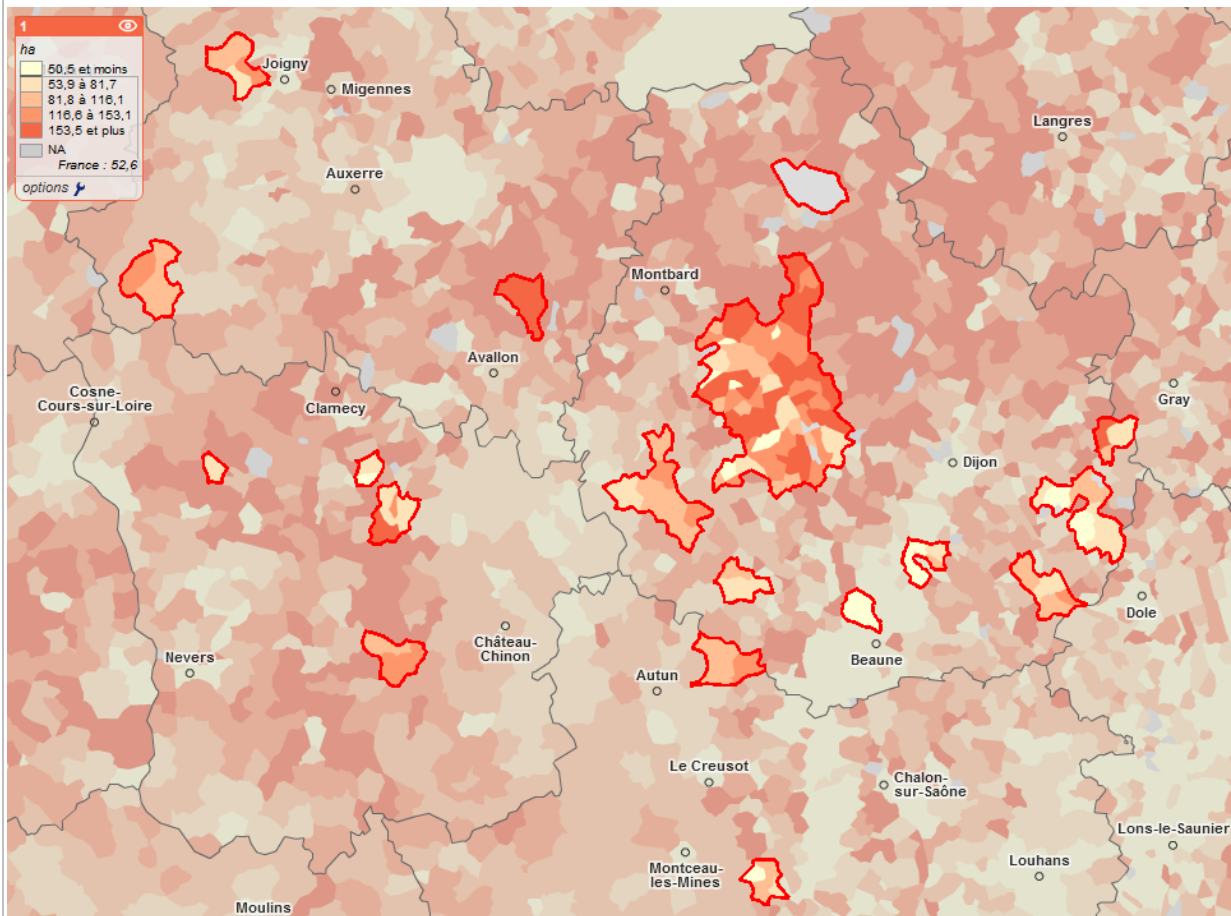 1
ha
50,5 et moins
53,9 à 81,7
81,8 à 116,1
116,6 à 153,1
153,5 et plus
NA
France : 52,6
options
Joigny
Migennes
Langres
Auxerre
Montbard
Avallon
Cosne-
Cours-sur-Loire
Clamecy
Gray
Dijon
Dole
Château-
Chinon
Nevers
Beaune
Autun
Le Creusot
Chalon-
sur-Saône
Lons-le-Saunier
Montceau-
les-Mines
Louhans
Moulins